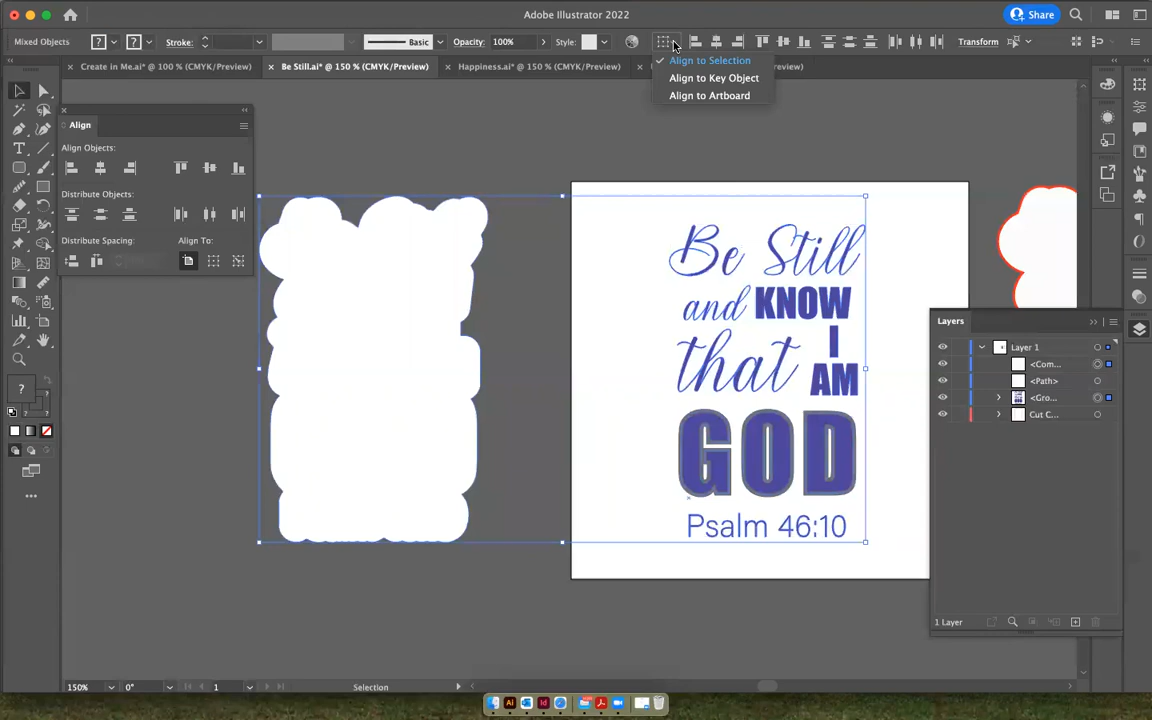 Adobe Illustrator 2022
Share
Mixed Objects
?
?
Stroke:
Basic
Opacity: 100%
Style:
Transform
Create in Me.ai* @ 100 % (CMYK/Preview)
Be Still.ai* @ 150 % (CMYK/Preview)
Happiness.ai* @ 150 % (CMYK/Preview)
review)
Align to Selection
Align to Key Object
Align to Artboard
Align
Align Objects:
Distribute Objects:
Distribute Spacing:
Align To:
?
Be Still
and KNOW
that I
AM
GOD
Psalm 46:10
Layers
Layer 1
<Com...
<Path>
<Gro...
Cut C...
1 Layer
150%
0°
1
Selection